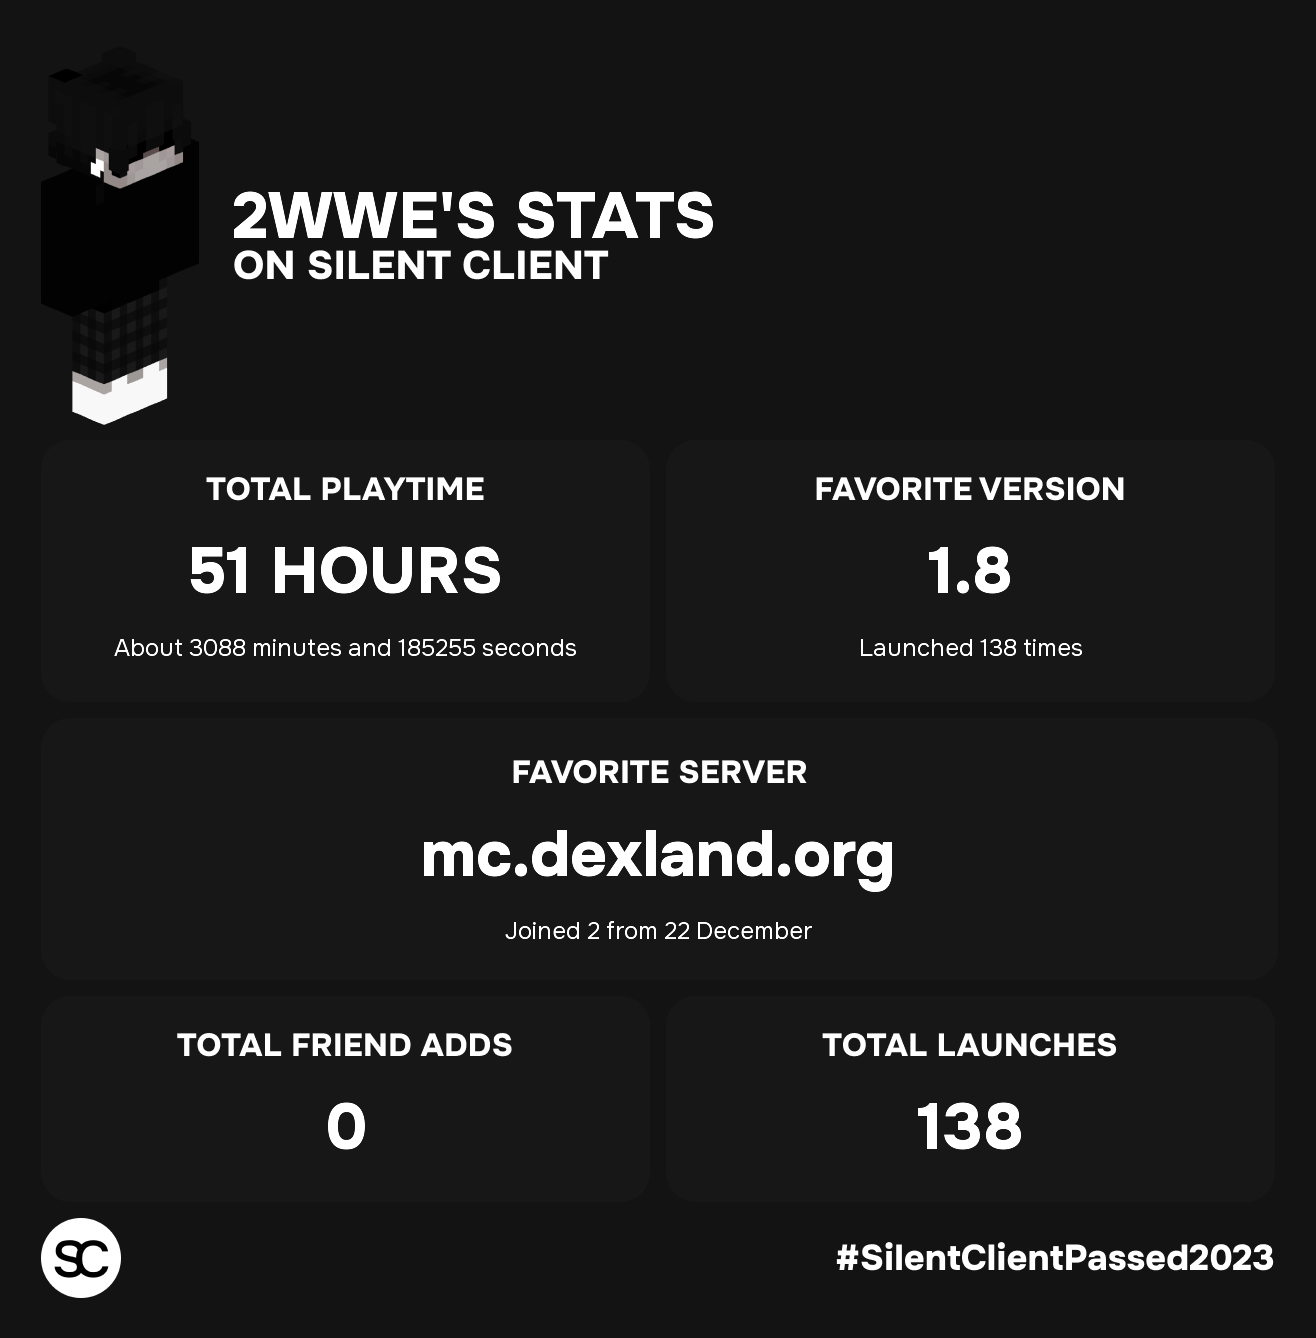 2WWE'S STATS
ON SILENT CLIENT
TOTAL PLAYTIME
51 HOURS
About 3088 minutes and 185255 seconds
FAVORITE VERSION
1.8
Launched 138 times
FAVORITE SERVER
mc.dexland.org
Joined 2 from 22 December
TOTAL FRIEND ADDS
0
TOTAL LAUNCHES
138
SC
#SilentClientPassed2023